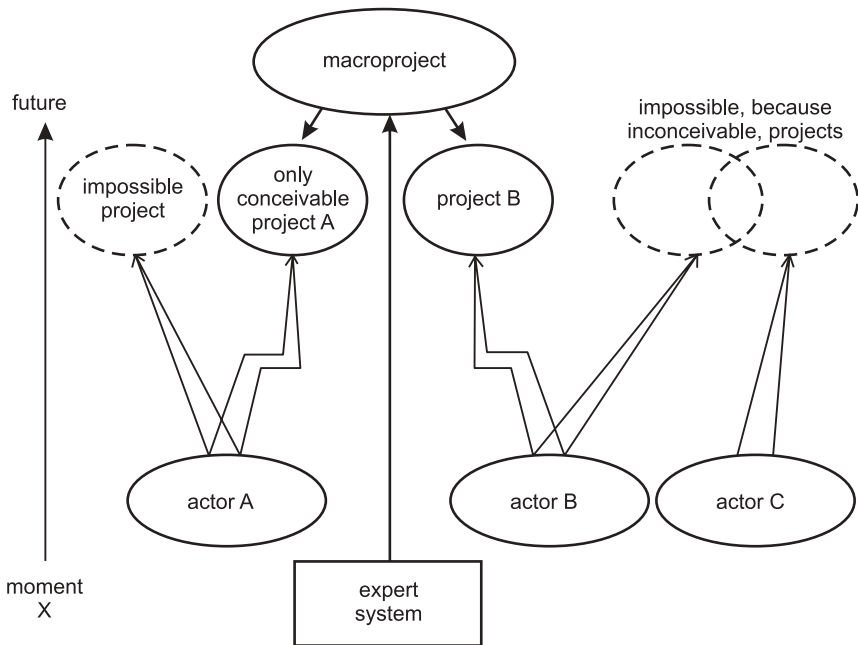 macroproject
future
impossible, because
inconceivable, projects
impossible
project
only
conceivable
project A
project B
actor A
actor B
actor C
moment
X
expert
system